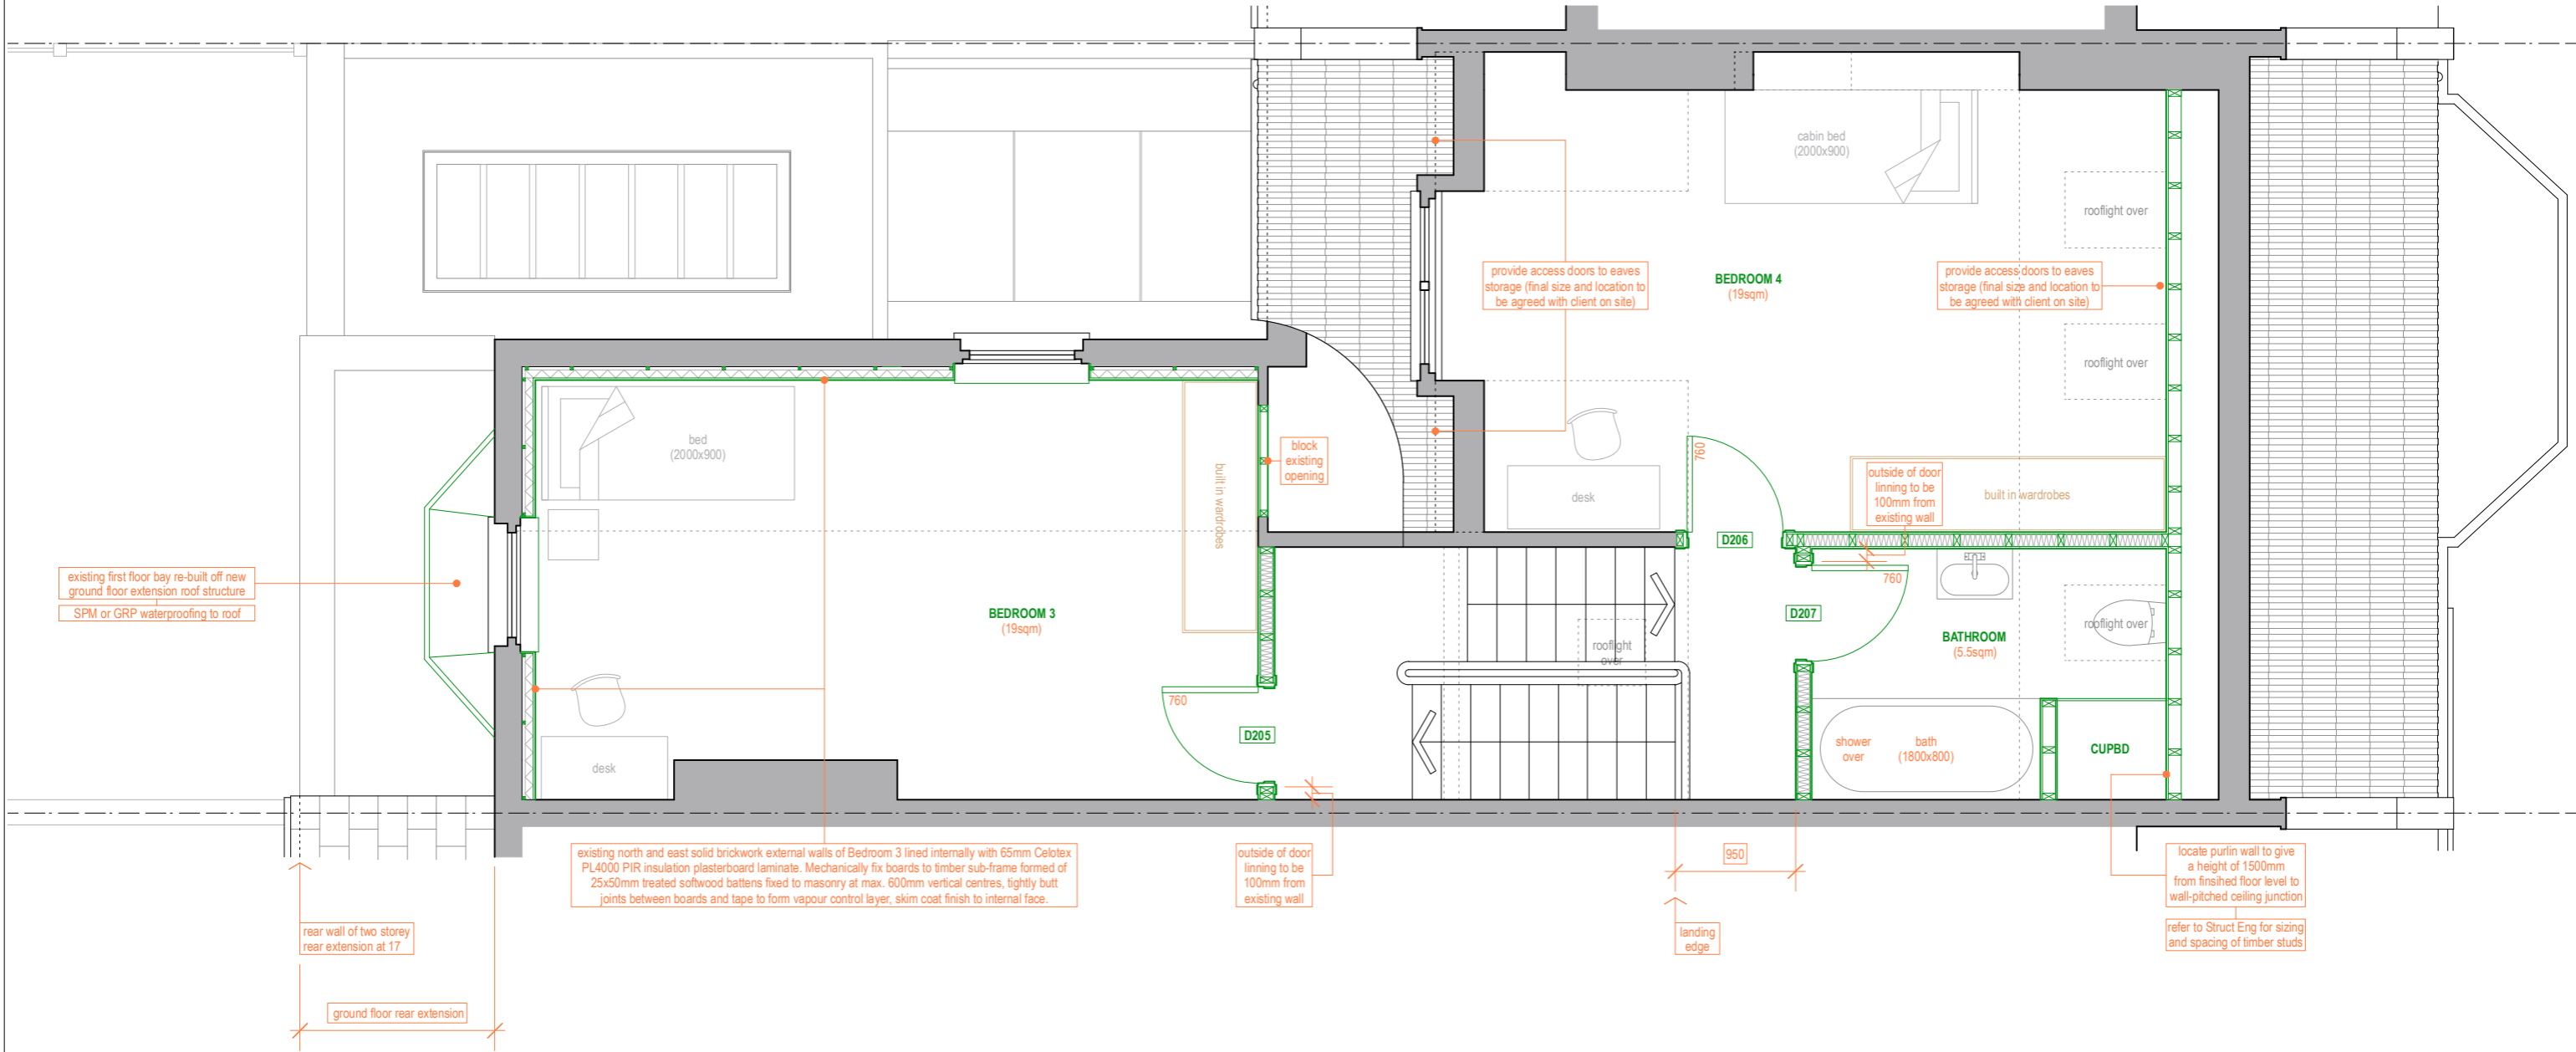 cabin bed
(2000x900)
rooflight over
provide access doors to eaves
storage (final size and location to
be agreed with client on site)
BEDROOM 4
(19sqm)
provide access doors to eaves
storage (final size and location to
be agreed with client on site)
rooflight over
bed
(2000x900)
built in wardrobes
block
existing
opening
desk
760
D206
outside of door
linning to be
100mm from
existing wall
built in wardrobes
existing first floor bay re-built off new
ground floor extension roof structure
SPM or GRP waterproofing to roof
BEDROOM 3
(19sqm)
rooflight
over
760
D207
BATHROOM
(5.5sqm)
rooflight over
760
D205
desk
shower
over
bath
(1800x800)
CUPBD
existing north and east solid brickwork external walls of Bedroom 3 lined internally with 65mm Celotex
PL4000 PIR insulation plasterboard laminate. Mechanically fix boards to timber sub-frame formed of
25x50mm treated softwood battens fixed to masonry at max. 600mm vertical centres, tightly butt
joints between boards and tape to form vapour control layer, skim coat finish to internal face.
outside of door
linning to be
100mm from
existing wall
950
locate purlin wall to give
a height of 1500mm
from finsihed floor level to
wall-pitched ceiling junction
refer to Struct Eng for sizing
and spacing of timber studs
rear wall of two storey
rear extension at 17
landing
edge
ground floor rear extension